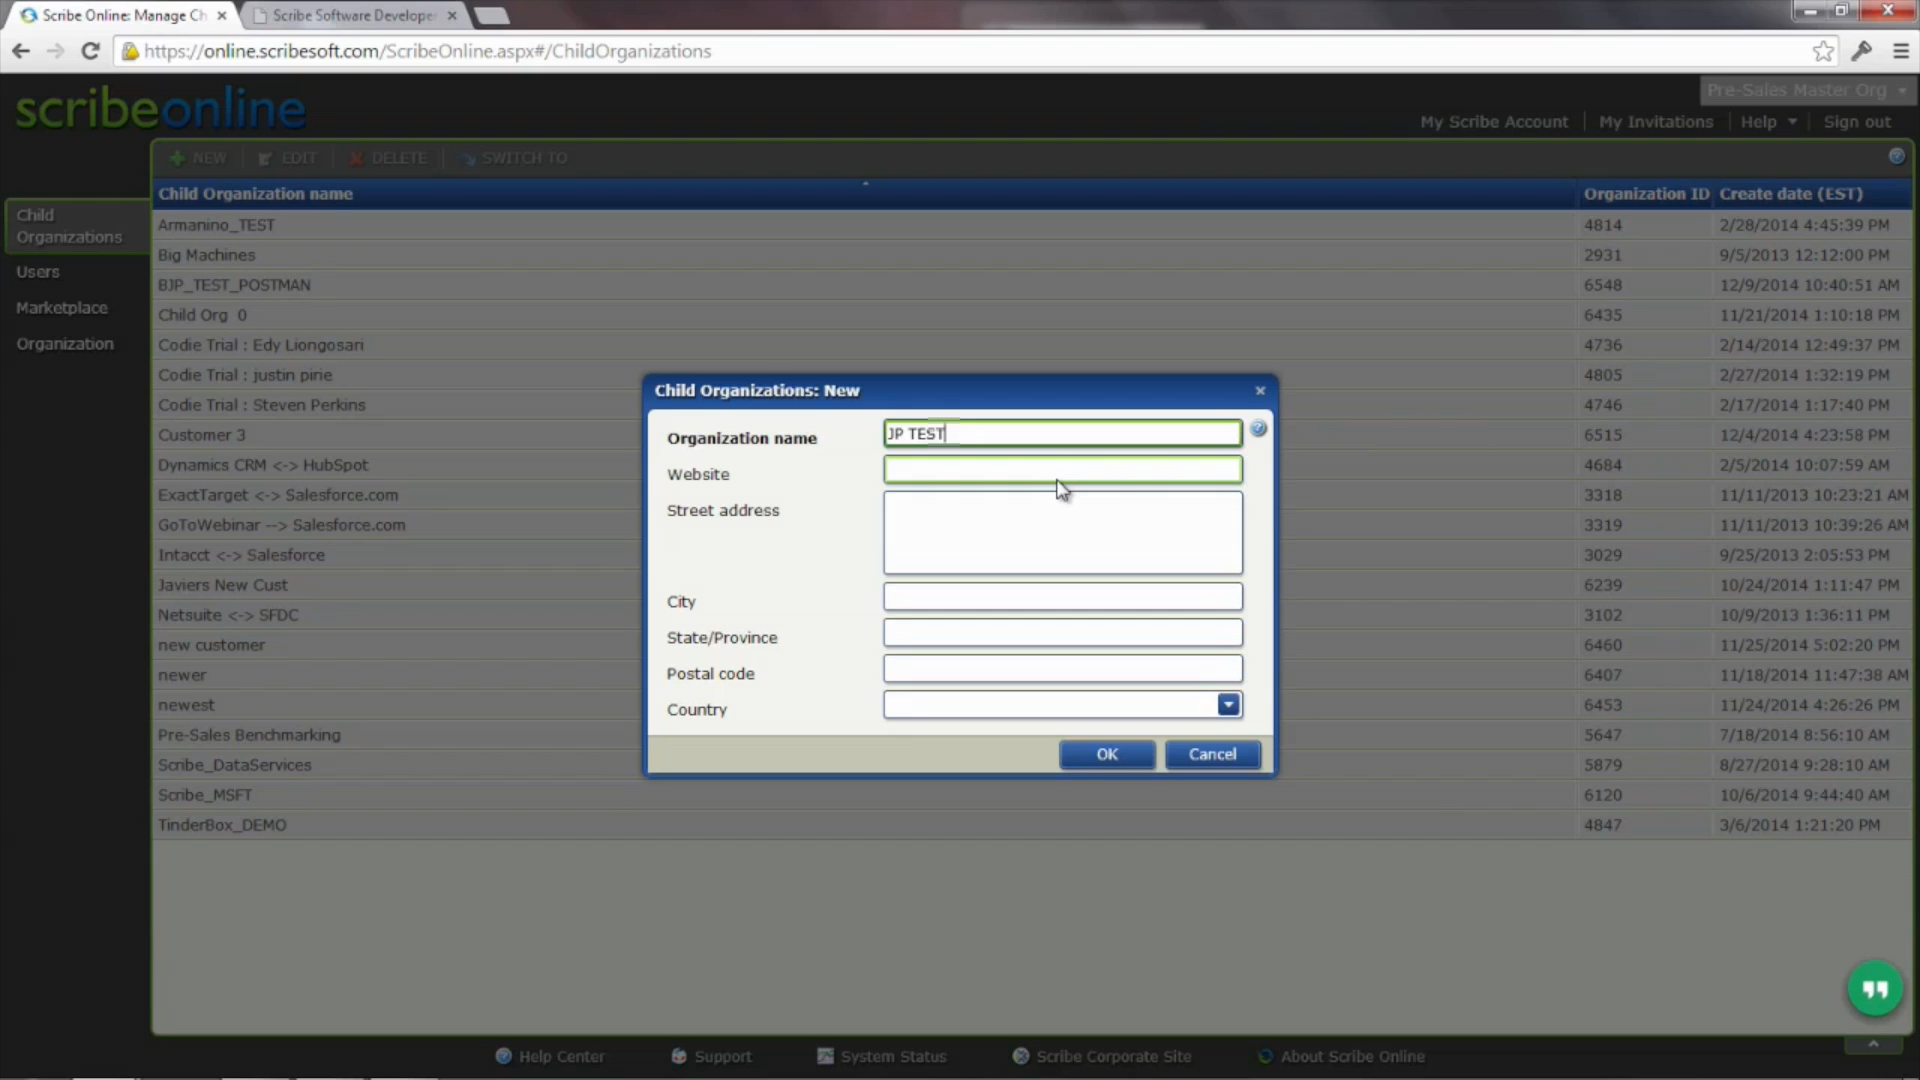 Scribe Online: Manage Ch
Scribe Software Developer
https://online.scribesoft.com/ScribeOnline.aspx#/ChildOrganizations
scribeonline
Pre-Sales Master Org
My Scribe Account
My Invitations
Help
Sign out
NEW
EDIT
DELETE
SWITCH TO
Child Organizations
Users
Marketplace
Organization
Child Organization name Organization ID Create date (EST)
Armanino_TEST 4814 2/28/2014 4:45:39 PM
Big Machines 2931 9/5/2013 12:12:00 PM
BJP_TEST_POSTMAN 6548 12/9/2014 10:40:51 AM
Child Org 0 6435 11/21/2014 1:10:18 PM
Codie Trial : Edy Liongosari 4736 2/14/2014 12:49:37 PM
Codie Trial : justin pirie 4805 2/27/2014 1:32:19 PM
Codie Trial : Steven Perkins 4746 2/17/2014 1:17:40 PM
Customer 3 6515 12/4/2014 4:23:58 PM
Dynamics CRM <-> HubSpot 4684 2/5/2014 10:07:59 AM
ExactTarget <-> Salesforce.com 3318 11/11/2013 10:23:21 AM
GoToWebinar --> Salesforce.com 3319 11/11/2013 10:39:26 AM
Intacct <-> Salesforce 3029 9/25/2013 2:05:53 PM
Javiers New Cust 6239 10/24/2014 1:11:47 PM
Netsuite <-> SFDC 3102 10/9/2013 1:36:11 PM
new customer 6460 11/25/2014 5:02:20 PM
newer 6407 11/18/2014 11:47:38 AM
newest 6453 11/24/2014 4:26:26 PM
Pre-Sales Benchmarking 5647 7/18/2014 8:56:10 AM
Scribe_DataServices 5879 8/27/2014 9:28:10 AM
Scribe_MSFT 6120 10/6/2014 9:44:40 AM
TinderBox_DEMO 4847 3/6/2014 1:21:20 PM
Child Organizations: New
Organization name JP TEST
Website
Street address
City
State/Province
Postal code
Country
OK
Cancel
Help Center
Support
System Status
Scribe Corporate Site
About Scribe Online